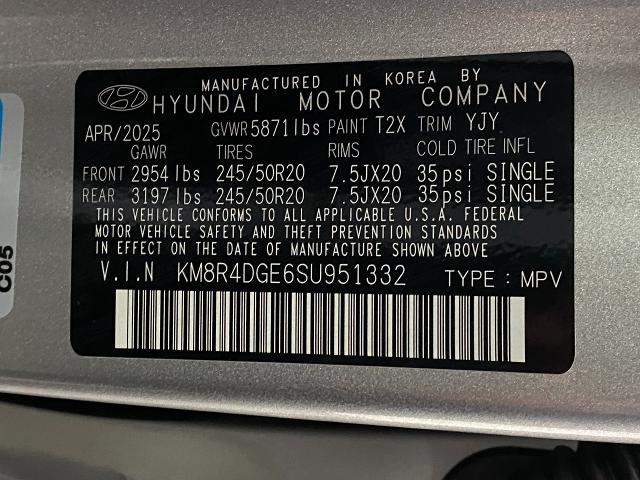 MANUFACTURED IN KOREA BY
HYUNDAI MOTOR COMPANY
APR/2025 GVWR 5871lbs PAINT T2X TRIM YJY
GAWR TIRES RIMS COLD TIRE INFL
FRONT 2954 lbs 245/50R20 7.5JX20 35psi SINGLE
REAR 3197 lbs 245/50R20 7.5JX20 35psi SINGLE
THIS VEHICLE CONFORMS TO ALL APPLICABLE U.S.A. FEDERAL
MOTOR VEHICLE SAFETY AND THEFT PREVENTION STANDARDS
IN EFFECT ON THE DATE OF MANUFACTURE SHOWN ABOVE.
V.I.N KM8R4DGE6SU951332 TYPE : MPV
C05